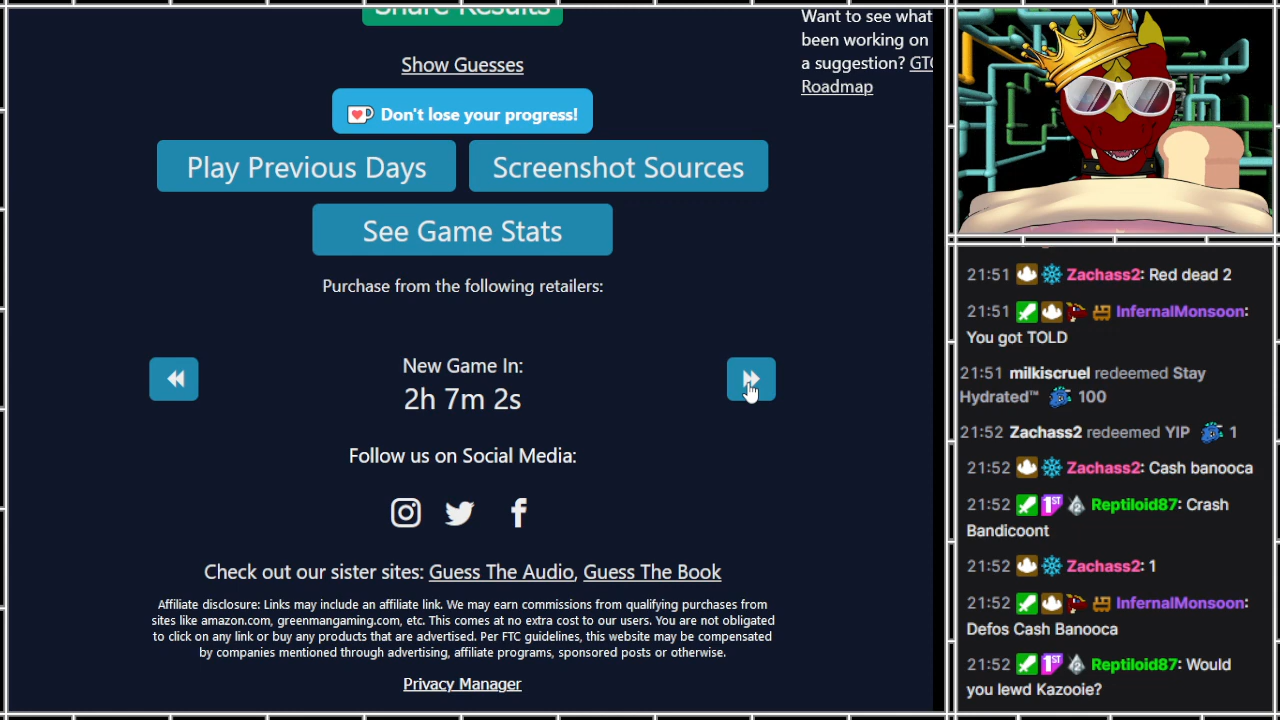 Share Results
Show Guesses
Don't lose your progress!
Play Previous Days
Screenshot Sources
See Game Stats
Purchase from the following retailers:
New Game In:
2h 7m 2s
Follow us on Social Media:
Check out our sister sites: Guess The Audio, Guess The Book
Affiliate disclosure: Links may include an affiliate link. We may earn commissions from qualifying purchases from
sites like amazon.com, greenmangaming.com, etc. This comes at no extra cost to our users. You are not obligated
to click on any link or buy any products that are advertised. Per FTC guidelines, this website may be compensated
by companies mentioned through advertising, affiliate programs, sponsored posts or otherwise.
Privacy Manager
Want to see what
been working on
a suggestion? GTG
Roadmap
21:51 Zachass2: Red dead 2
21:51 InfernalMonsoon:
You got TOLD
21:51 milkiscruel redeemed Stay
Hydrated™ 100
21:52 Zachass2 redeemed YIP 1
21:52 Zachass2: Cash banooca
21:52 1ST 2 Reptiloid87: Crash
Bandicoont
21:52 Zachass2: 1
21:52 InfernalMonsoon:
Defos Cash Banooca
21:52 1ST 2 Reptiloid87: Would
you lewd Kazooie?